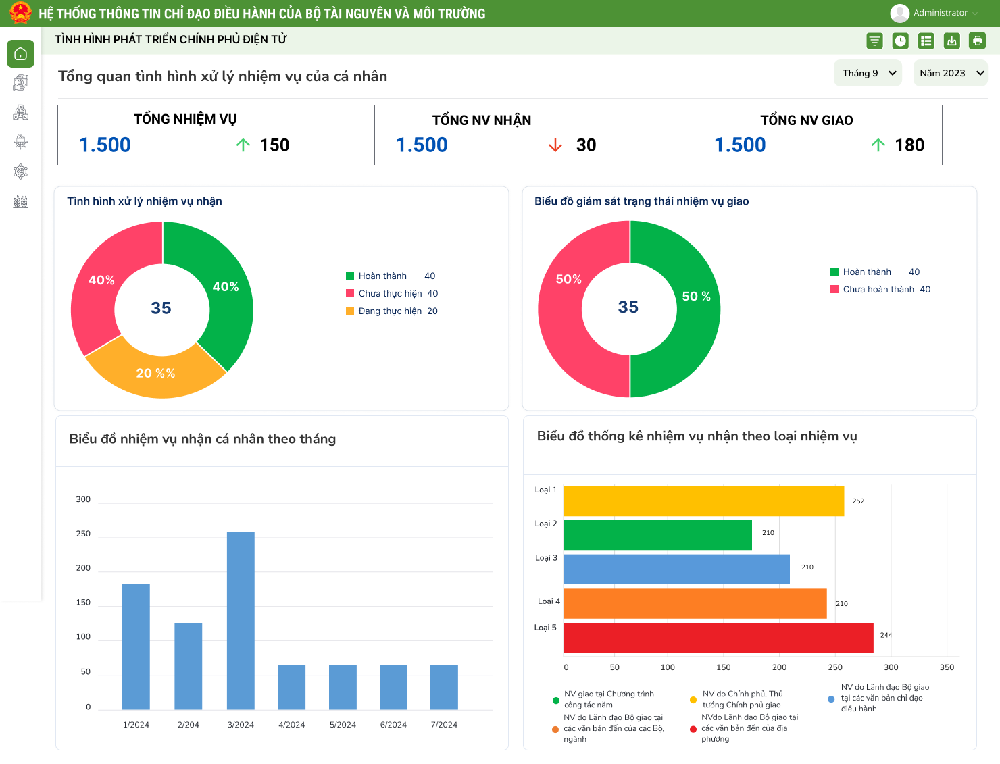 HỆ THỐNG THÔNG TIN CHỈ ĐẠO ĐIỀU HÀNH CỦA BỘ TÀI NGUYÊN VÀ MÔI TRƯỜNG
Administrator
TÌNH HÌNH PHÁT TRIỂN CHÍNH PHỦ ĐIỆN TỬ
Tổng quan tình hình xử lý nhiệm vụ của cá nhân
Tháng 9
Năm 2023
TỔNG NHIỆM VỤ
1.500
150
TỔNG NV NHẬN
1.500
30
TỔNG NV GIAO
1.500
180
Tình hình xử lý nhiệm vụ nhận
40%
40%
35
20 %%
Hoàn thành 40
Chưa thực hiện 40
Đang thực hiện 20
Biểu đồ giám sát trạng thái nhiệm vụ giao
50%
50 %
35
Hoàn thành 40
Chưa hoàn thành 40
Biểu đồ nhiệm vụ nhận cá nhân theo tháng
300
250
200
150
100
50
0
1/2024
2/204
3/2024
4/2024
5/2024
6/2024
7/2024
Biểu đồ thống kê nhiệm vụ nhận theo loại nhiệm vụ
Loại 1
252
Loại 2
210
Loại 3
210
Loại 4
210
Loại 5
244
0
50
100
150
200
250
300
350
NV giao tại Chương trình
công tác năm
NV do Chính phủ, Thủ
tướng Chính phủ giao
NV do Lãnh đạo Bộ giao
tại các văn bản chỉ đạo
điều hành
NV do Lãnh đạo Bộ giao tại
các văn bản đến của các Bộ,
ngành
NVdo Lãnh đạo Bộ giao tại
các văn bản đến của địa
phương